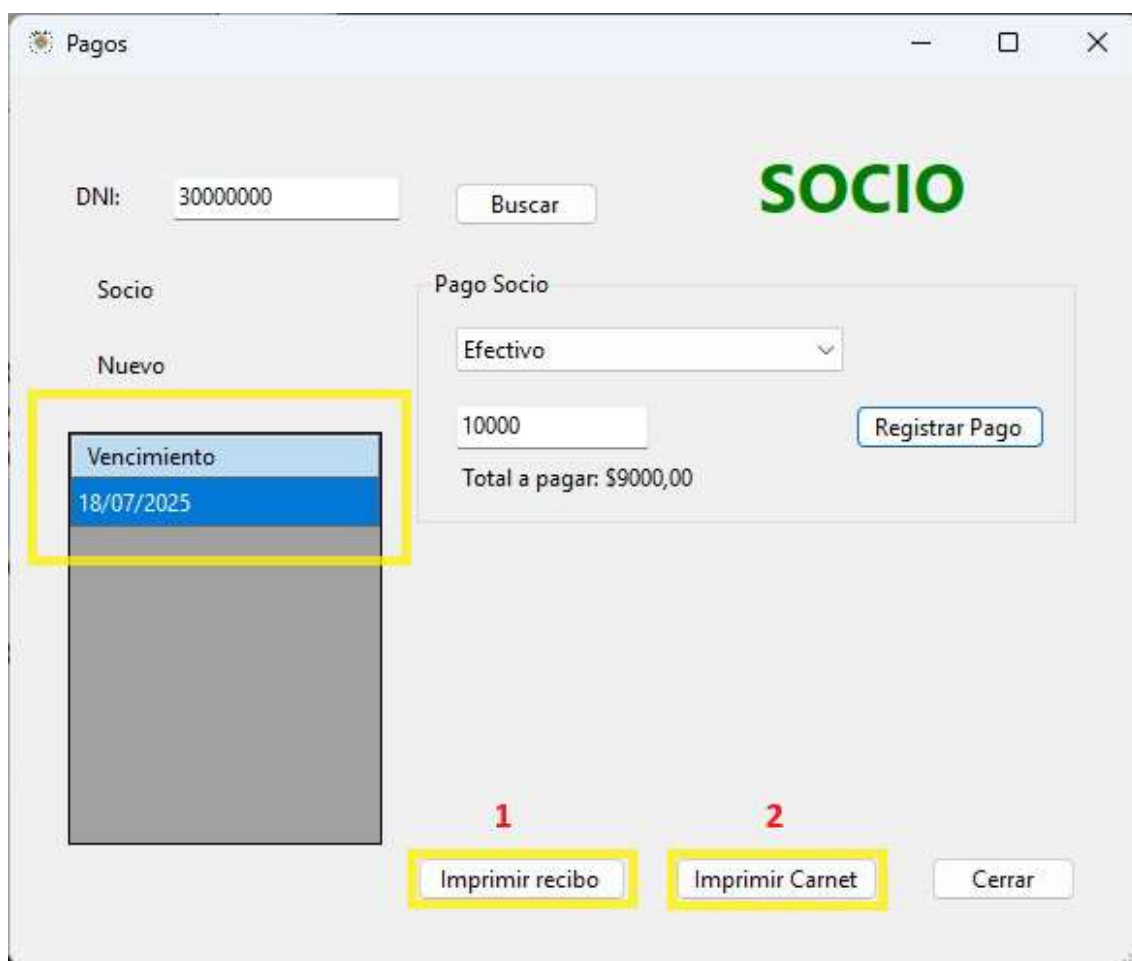 Pagos
SOCIO
DNI: 30000000 Buscar
Socio
Nuevo
Pago Socio
Efectivo
10000 Registrar Pago
Total a pagar: $9000,00
Vencimiento
18/07/2025
1 2
Imprimir recibo Imprimir Carnet Cerrar